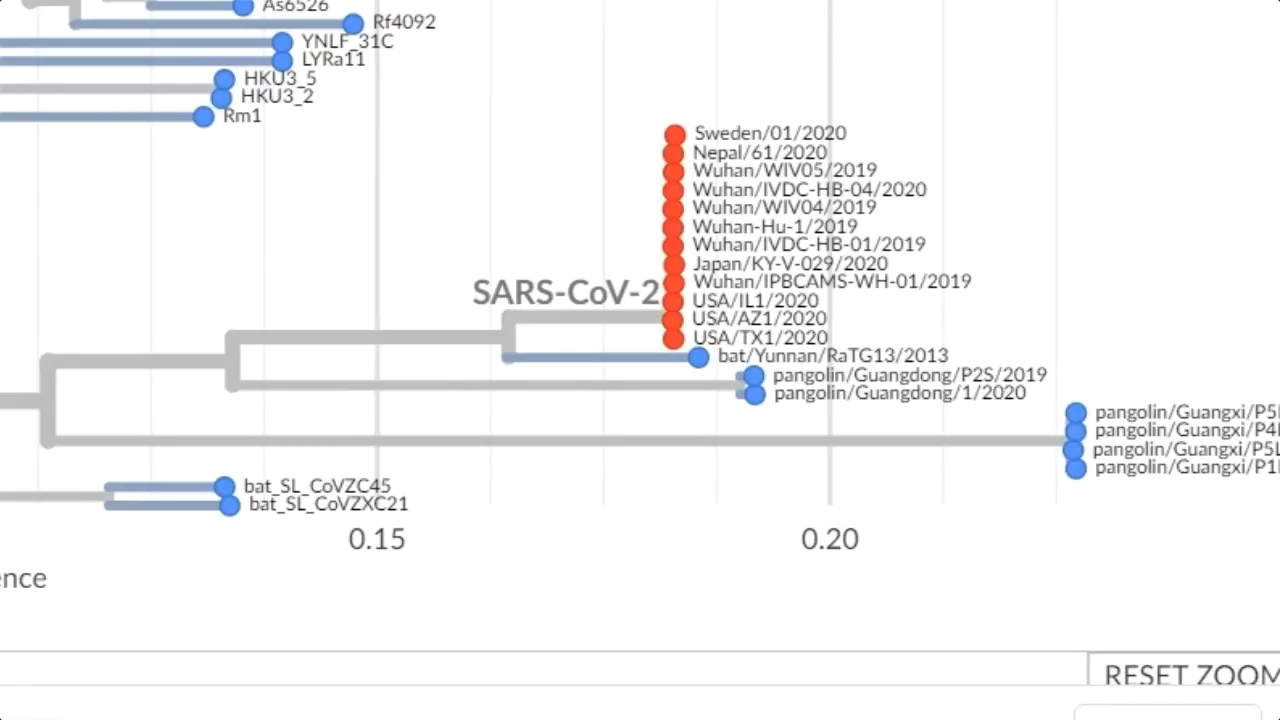 As6526
Rf4092
YNLF_31C
LYRa11
HKU3_5
HKU3_2
Rm1
Sweden/01/2020
Nepal/61/2020
Wuhan/WIV05/2019
Wuhan/IVDC-HB-04/2020
Wuhan/WIV04/2019
Wuhan-Hu-1/2019
Wuhan/IVDC-HB-01/2019
Japan/KY-V-029/2020
Wuhan/IPBCAMS-WH-01/2019
SARS-CoV-2
USA/IL1/2020
USA/AZ1/2020
USA/TX1/2020
bat/Yunnan/RaTG13/2013
pangolin/Guangdong/P2S/2019
pangolin/Guangdong/1/2020
pangolin/Guangxi/P5
pangolin/Guangxi/P4
pangolin/Guangxi/P5L
pangolin/Guangxi/P1
bat_SL_CoVZC45
bat_SL_CoVZXC21
0.15 0.20
ence
RESET ZOOM